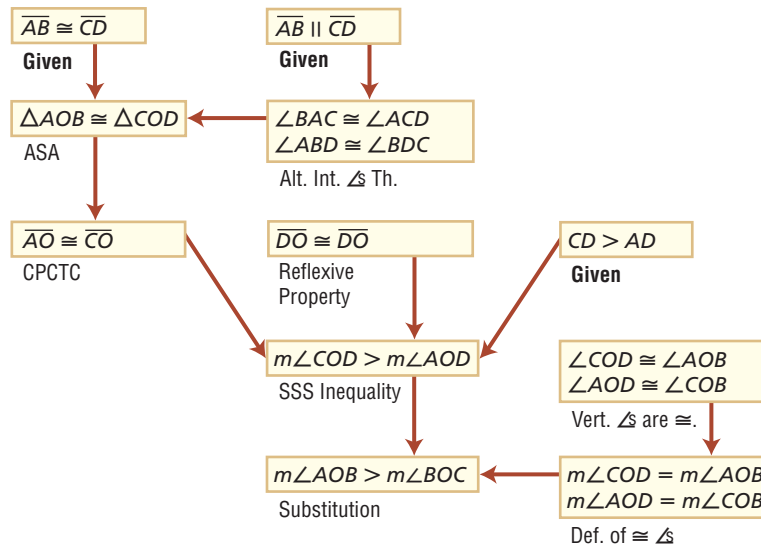 AB ≅ CD
Given
AB || CD
Given
△AOB ≅ △COD
ASA
∠BAC ≅ ∠ACD
∠ABD ≅ ∠BDC
Alt. Int. ∠s Th.
AO ≅ CO
CPCTC
DO ≅ DO
Reflexive
Property
CD > AD
Given
m∠COD > m∠AOD
SSS Inequality
∠COD ≅ ∠AOB
∠AOD ≅ ∠COB
Vert. ∠s are ≅.
m∠AOB > m∠BOC
Substitution
m∠COD = m∠AOB
m∠AOD = m∠COB
Def. of ≅ ∠s